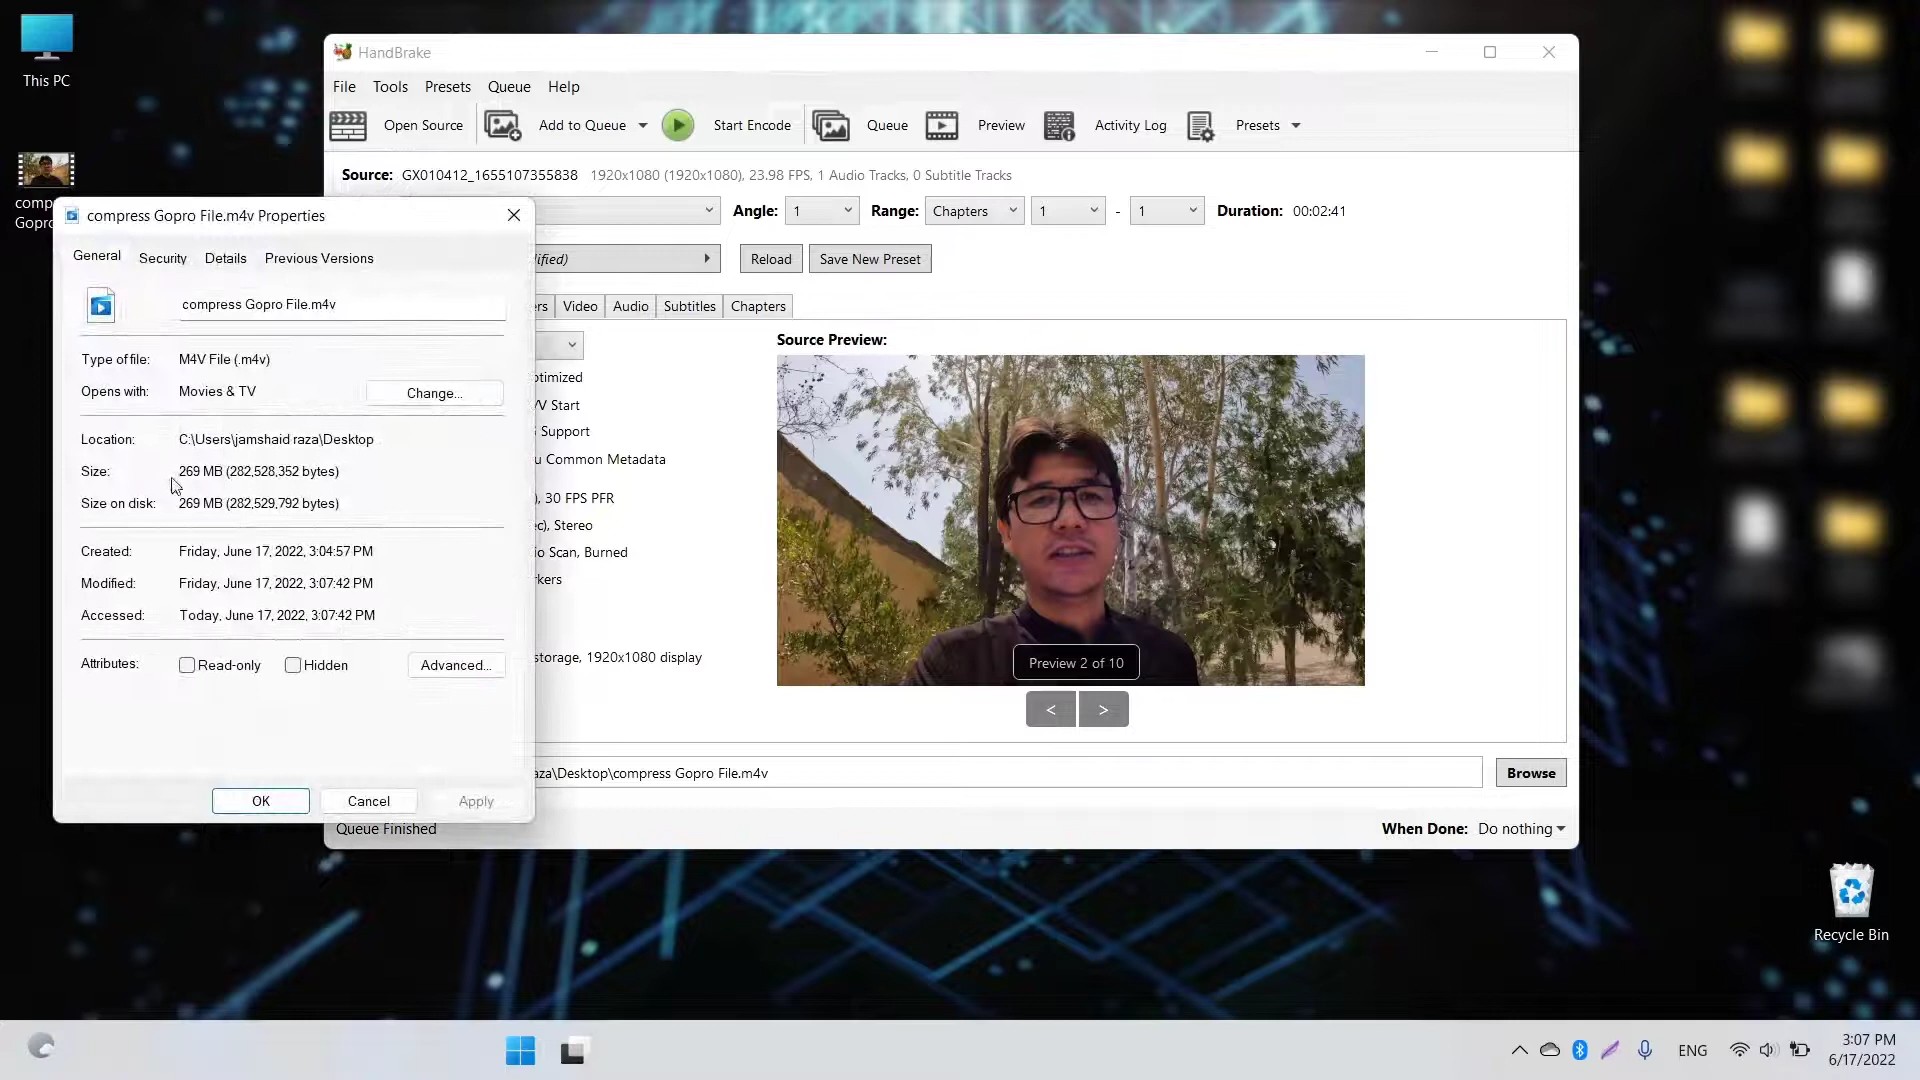 This PC
HandBrake
File Tools Presets Queue Help
Open Source Add to Queue Start Encode Queue Preview Activity Log Presets
Source: GX010412_1655107355838 1920x1080 (1920x1080), 23.98 FPS, 1 Audio Tracks, 0 Subtitle Tracks
Angle: 1 Range: Chapters 1 - 1 Duration: 00:02:41
Reload Save New Preset
Video Audio Subtitles Chapters
Source Preview:
Support
Common Metadata
30 FPS PFR
Stereo
Scan, Burned
storage, 1920x1080 display
Preview 2 of 10
< >
\Desktop\compress Gopro File.m4v
Browse
Queue Finished
When Done: Do nothing
compress Gopro File.m4v Properties
General Security Details Previous Versions
compress Gopro File.m4v
Type of file: M4V File (.m4v)
Opens with: Movies & TV Change...
Location: C:\Users\jamshaid raza\Desktop
Size: 269 MB (282,528,352 bytes)
Size on disk: 269 MB (282,529,792 bytes)
Created: Friday, June 17, 2022, 3:04:57 PM
Modified: Friday, June 17, 2022, 3:07:42 PM
Accessed: Today, June 17, 2022, 3:07:42 PM
Attributes: Read-only Hidden Advanced...
OK Cancel Apply
Recycle Bin
ENG
3:07 PM
6/17/2022